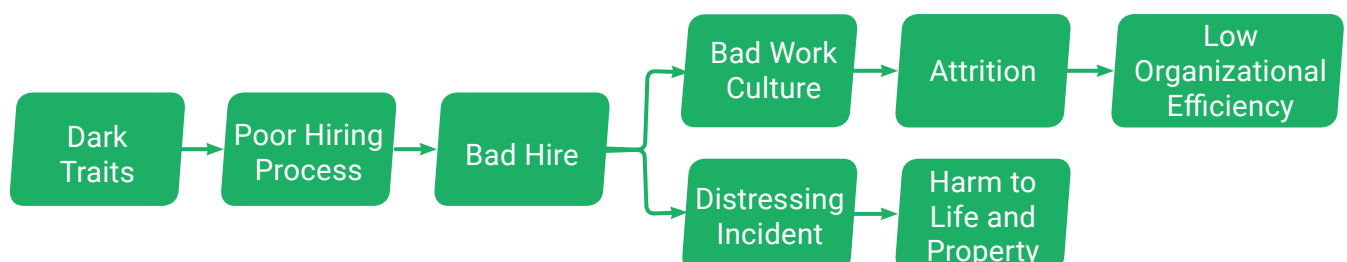 Dark
Traits
Poor Hiring
Process
Bad Hire
Bad Work
Culture
Attrition
Low
Organizational
Efficiency
Distressing
Incident
Harm to
Life and
Property